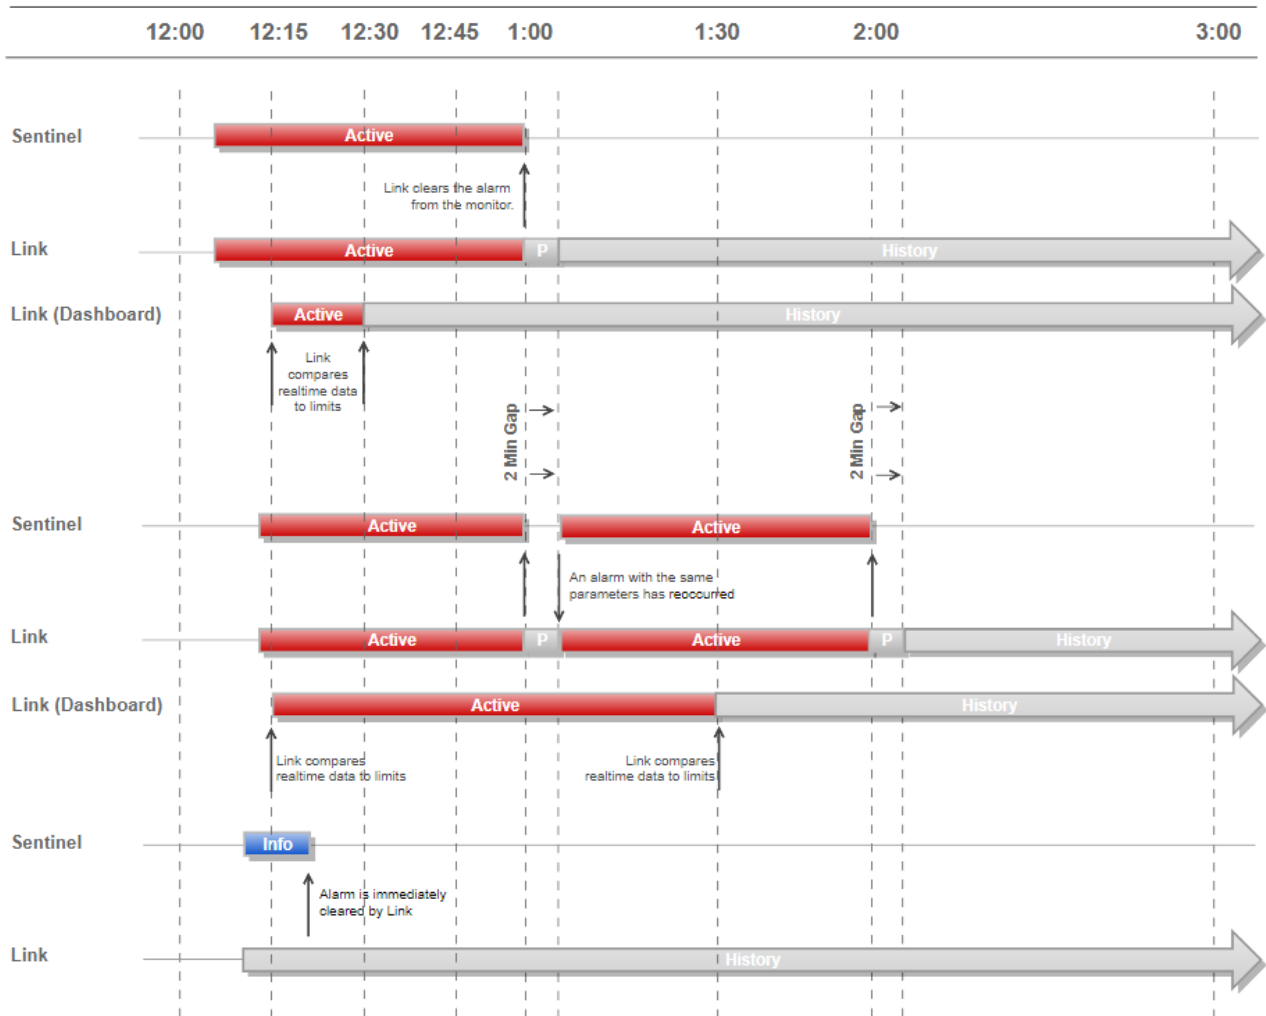 12:00 12:15 12:30 12:45 1:00 1:30 2:00 3:00
Sentinel
Active
Link clears the alarm
from the monitor.
Link
Active
P
History
Link (Dashboard)
Active
History
Link
compares
realtime data
to limits
2 Min Gap
2 Min Gap
Sentinel
Active
Active
An alarm with the same
parameters has reoccurred
Link
Active
P
Active
P
History
Link (Dashboard)
Active
History
Link compares
realtime data to limits
Link compares
realtime data to limits
Sentinel
Info
Alarm is immediately
cleared by Link
Link
History